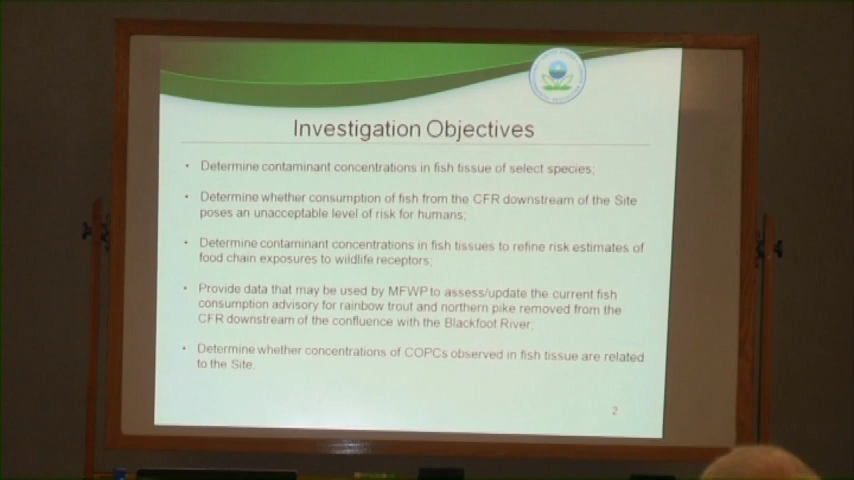 Investigation Objectives
• Determine contaminant concentrations in fish tissue of select species;
• Determine whether consumption of fish from the CFR downstream of the Site
poses an unacceptable level of risk for humans;
• Determine contaminant concentrations in fish tissues to refine risk estimates of
food chain exposures to wildlife receptors;
• Provide data that may be used by MFWP to assess/update the current fish
consumption advisory for rainbow trout and northern pike removed from the
CFR downstream of the confluence with the Blackfoot River;
• Determine whether concentrations of COPCs observed in fish tissue are related
to the Site.
2